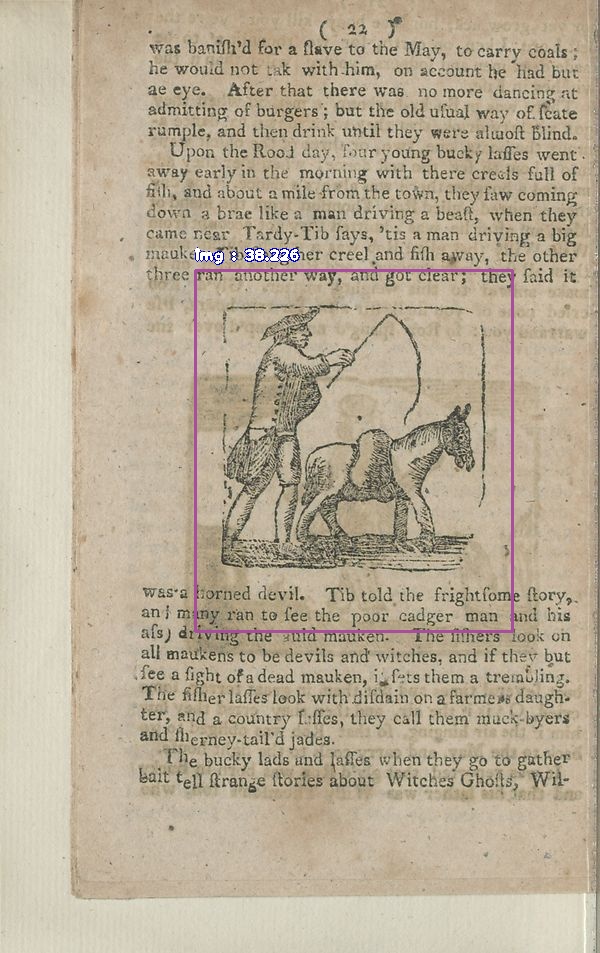 ( 22 )
was baniſh'd for a ſlave to the May, to carry coals;
he would not tak with him, on account he had but
ae eye. After that there was no more dancing at
admitting of burgers; but the old uſual way of ſcate
rumple, and then drink until they were almoſt blind.
Upon the Rood day, four young bucky laſſes went
away early in the morning with there creels full of
fiſh, and about a mile from the town, they ſaw coming
down a brae like a man driving a beaſt, when they
came near Tardy-Tib ſays, 'tis a man driving a big
mauken, Tib her creel and fiſh away, the other
img : 38.226
three ran another way, and got clear; they ſaid it
was a horned devil. Tib told the frightſome ſtory,
and many ran to ſee the poor cadger man and his
aſs driving the auld mauken. The fiſhers look on
all maukens to be devils and witches, and if they but
ſee a ſight of a dead mauken, it ſets them a trembling.
The fiſher laſſes look with diſdain on a farmers daugh-
ter, and a country laſſes, they call them muck-byers
and ſherney-tail'd jades.
The bucky lads and laſſes when they go to gather
bait tell ſtrange ſtories about Witches Ghoſts, Wil-